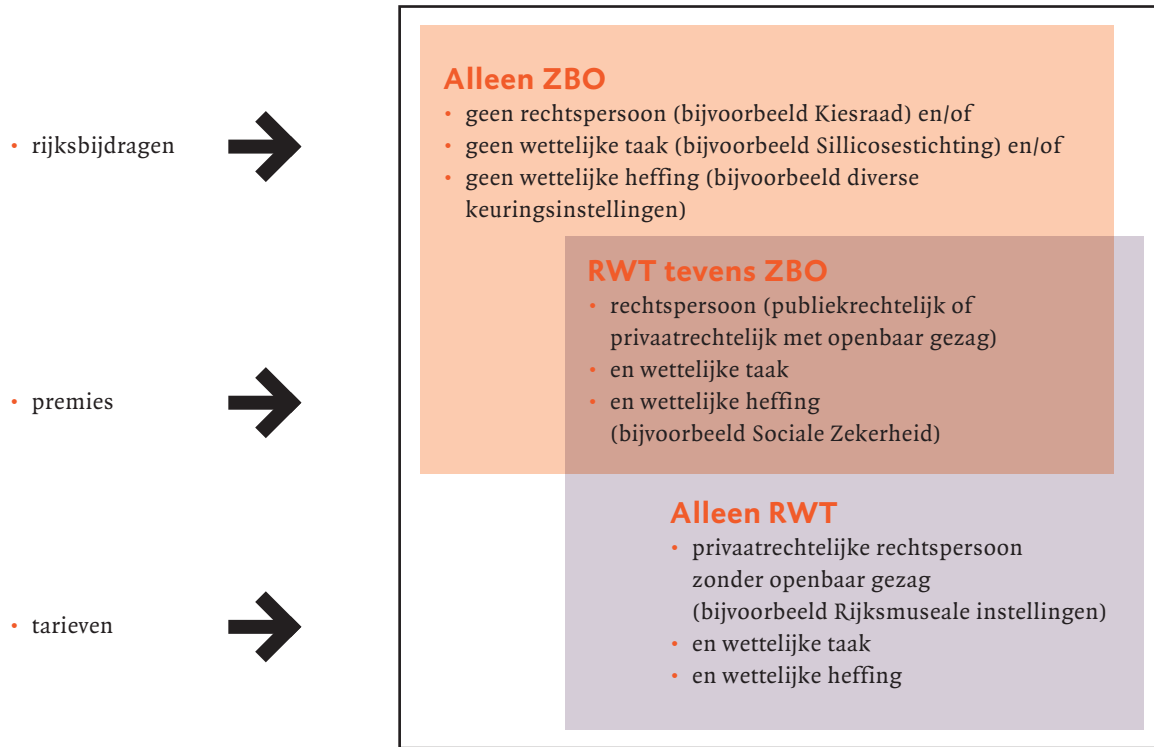 • rijksbijdragen
• premies
• tarieven
Alleen ZBO
• geen rechtspersoon (bijvoorbeeld Kiesraad) en/of
• geen wettelijke taak (bijvoorbeeld Sillicosestichting) en/of
• geen wettelijke heffing (bijvoorbeeld diverse
keuringsinstellingen)
RWT tevens ZBO
• rechtspersoon (publiekrechtelijk of
privaatrechtelijk met openbaar gezag)
• en wettelijke taak
• en wettelijke heffing
(bijvoorbeeld Sociale Zekerheid)
Alleen RWT
• privaatrechtelijke rechtspersoon
zonder openbaar gezag
(bijvoorbeeld Rijksmuseale instellingen)
• en wettelijke taak
• en wettelijke heffing